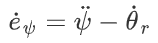 ė_ψ = ψ̈ − θ̇_r